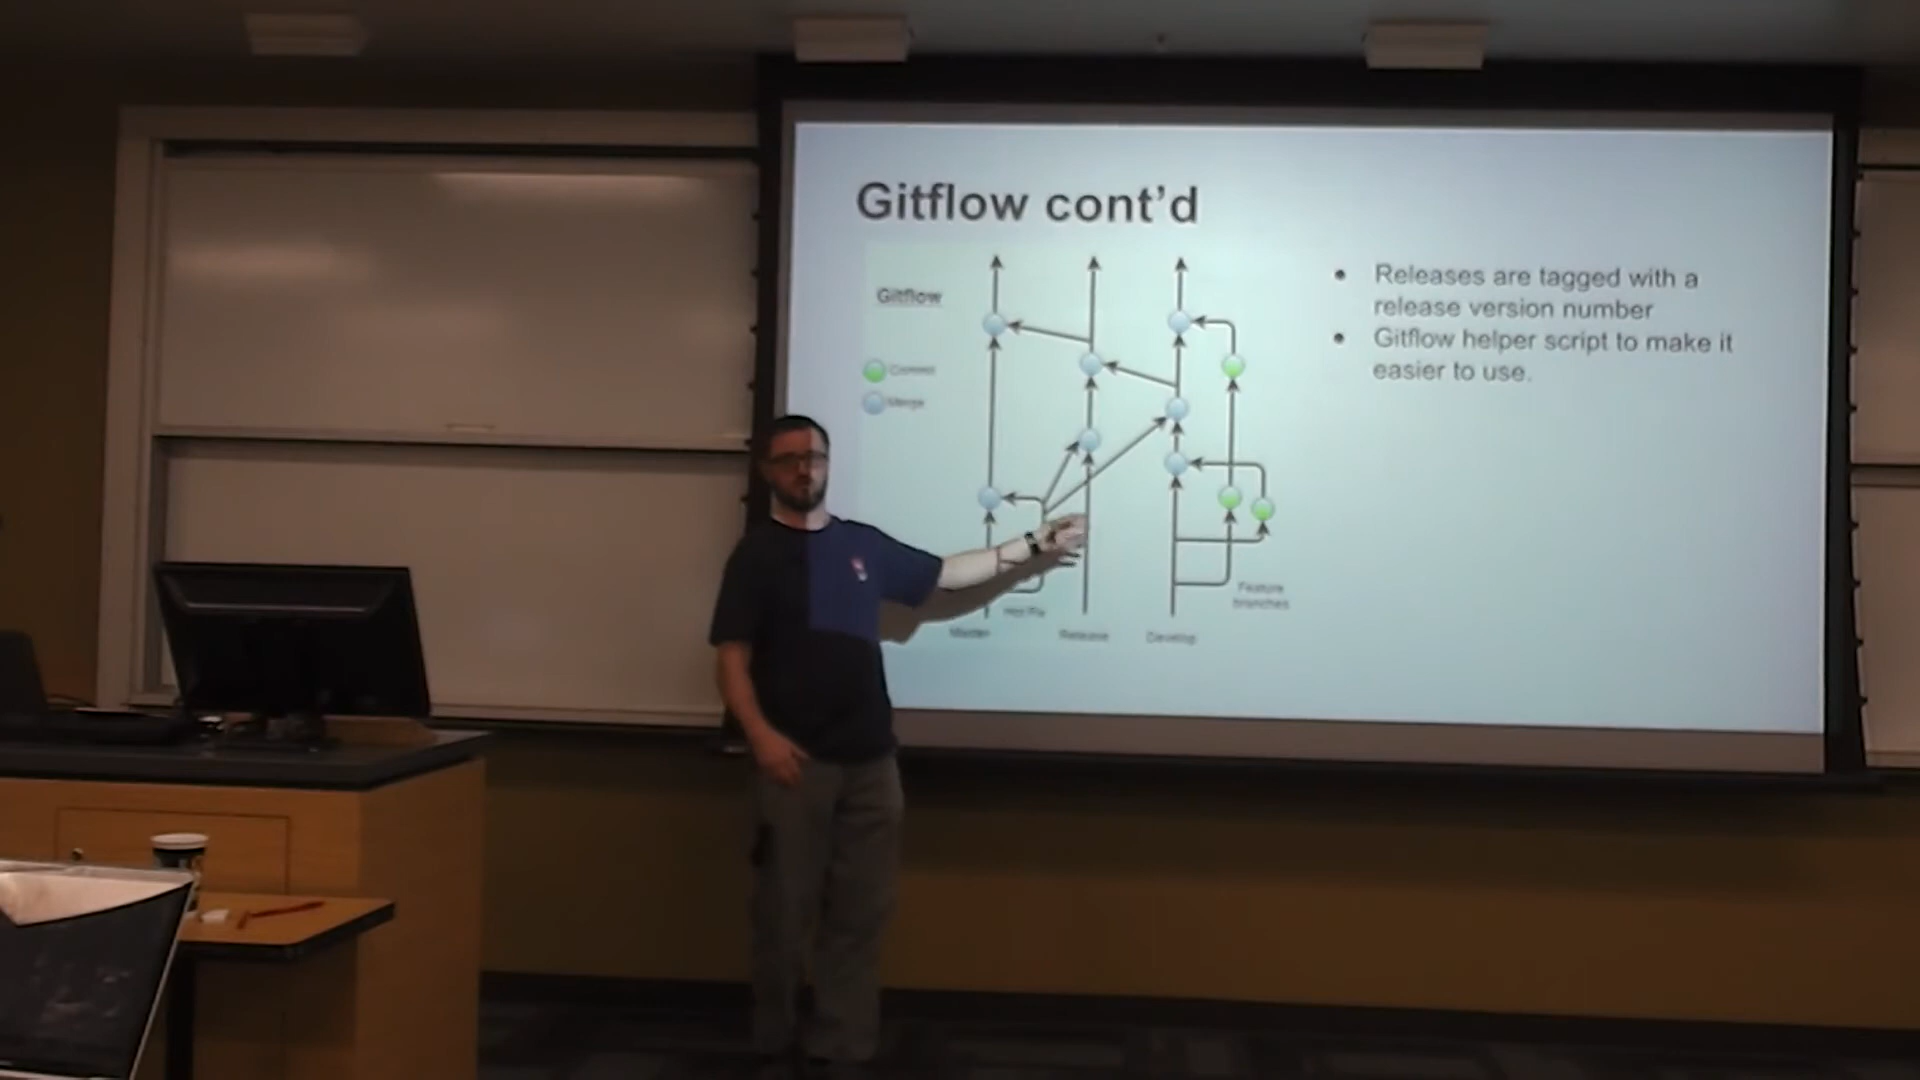 Gitflow cont'd
Gitflow
Commit
Merge
Releases are tagged with a
release version number
Gitflow helper script to make it
easier to use.
Feature
branches
Hot Fix
Master
Release
Develop